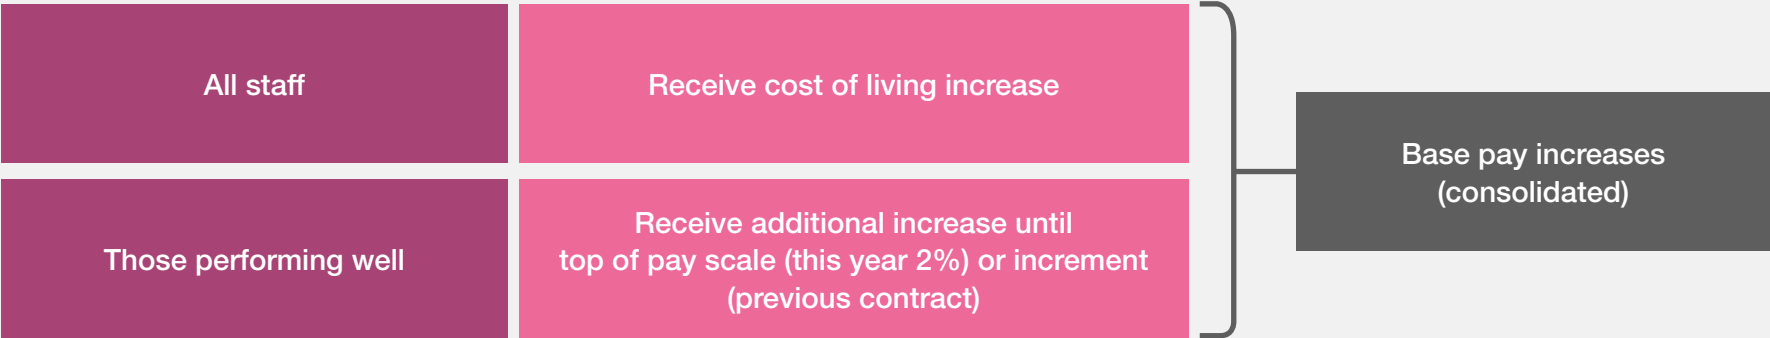 All staff
Receive cost of living increase
Those performing well
Receive additional increase until
top of pay scale (this year 2%) or increment
(previous contract)
Base pay increases
(consolidated)